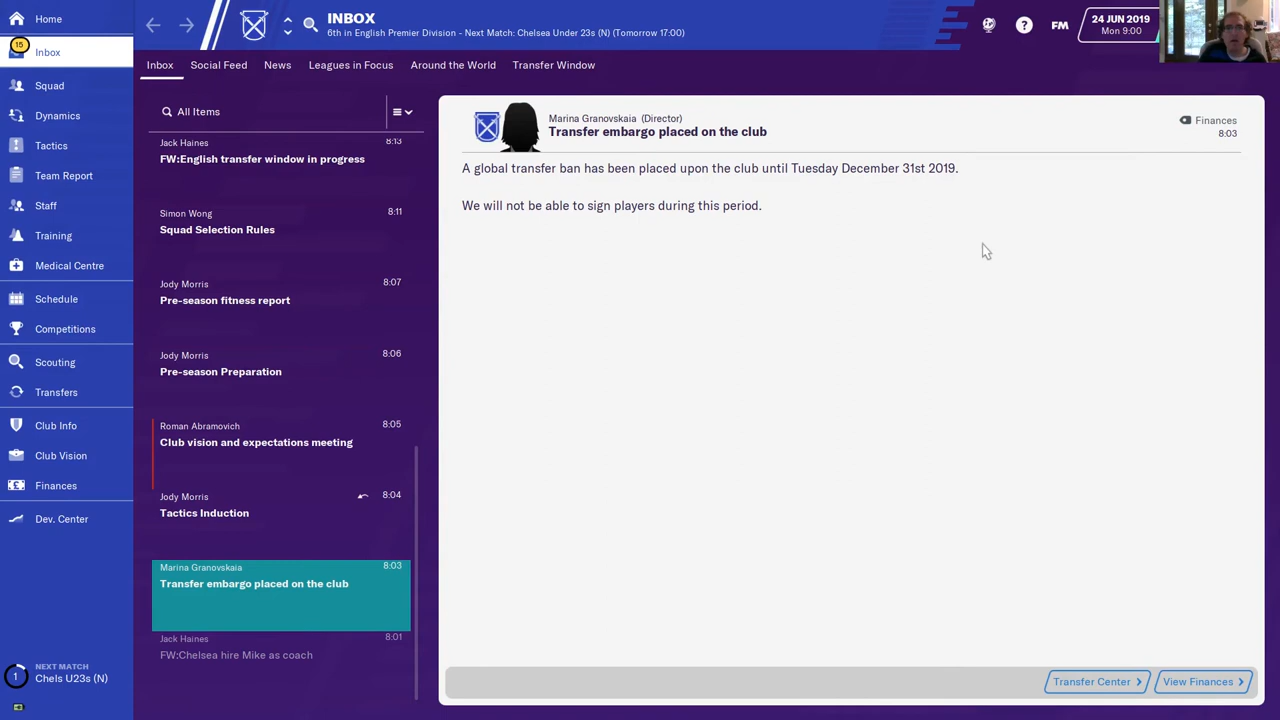 Home
15
Inbox
Squad
Dynamics
Tactics
Team Report
Staff
Training
Medical Centre
Schedule
Competitions
Scouting
Transfers
Club Info
Club Vision
Finances
Dev. Center
1
NEXT MATCH
Chels U23s (N)
INBOX
6th in English Premier Division - Next Match: Chelsea Under 23s (N) (Tomorrow 17:00)
?
FM
24 JUN 2019
Mon 9:00
Inbox
Social Feed
News
Leagues in Focus
Around the World
Transfer Window
All Items
Jack Haines 8:13
FW:English transfer window in progress
Simon Wong 8:11
Squad Selection Rules
Jody Morris 8:07
Pre-season fitness report
Jody Morris 8:06
Pre-season Preparation
Roman Abramovich 8:05
Club vision and expectations meeting
Jody Morris 8:04
Tactics Induction
Marina Granovskaia 8:03
Transfer embargo placed on the club
Jack Haines 8:01
FW:Chelsea hire Mike as coach
Marina Granovskaia (Director)
Transfer embargo placed on the club
Finances
8:03
A global transfer ban has been placed upon the club until Tuesday December 31st 2019.
We will not be able to sign players during this period.
Transfer Center
View Finances